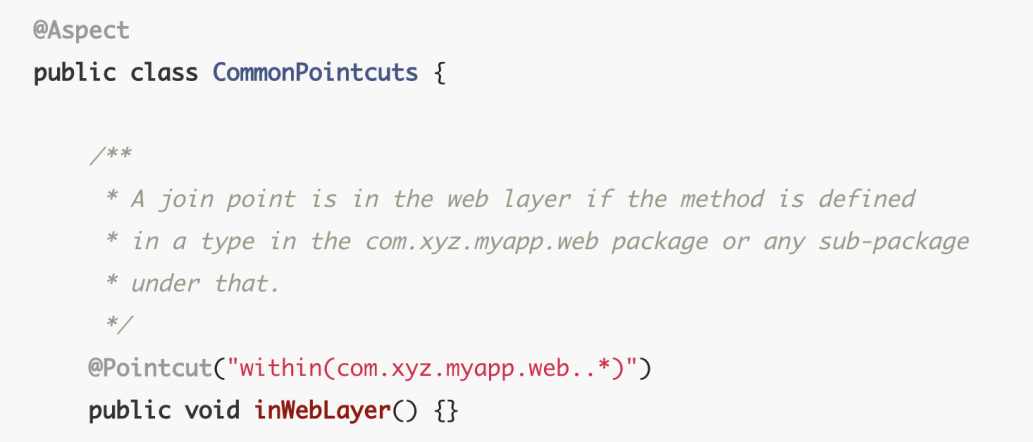 @Aspect
public class CommonPointcuts {
/**
* A join point is in the web layer if the method is defined
* in a type in the com.xyz.myapp.web package or any sub-package
* under that.
*/
@Pointcut("within(com.xyz.myapp.web..*)")
public void inWebLayer() {}